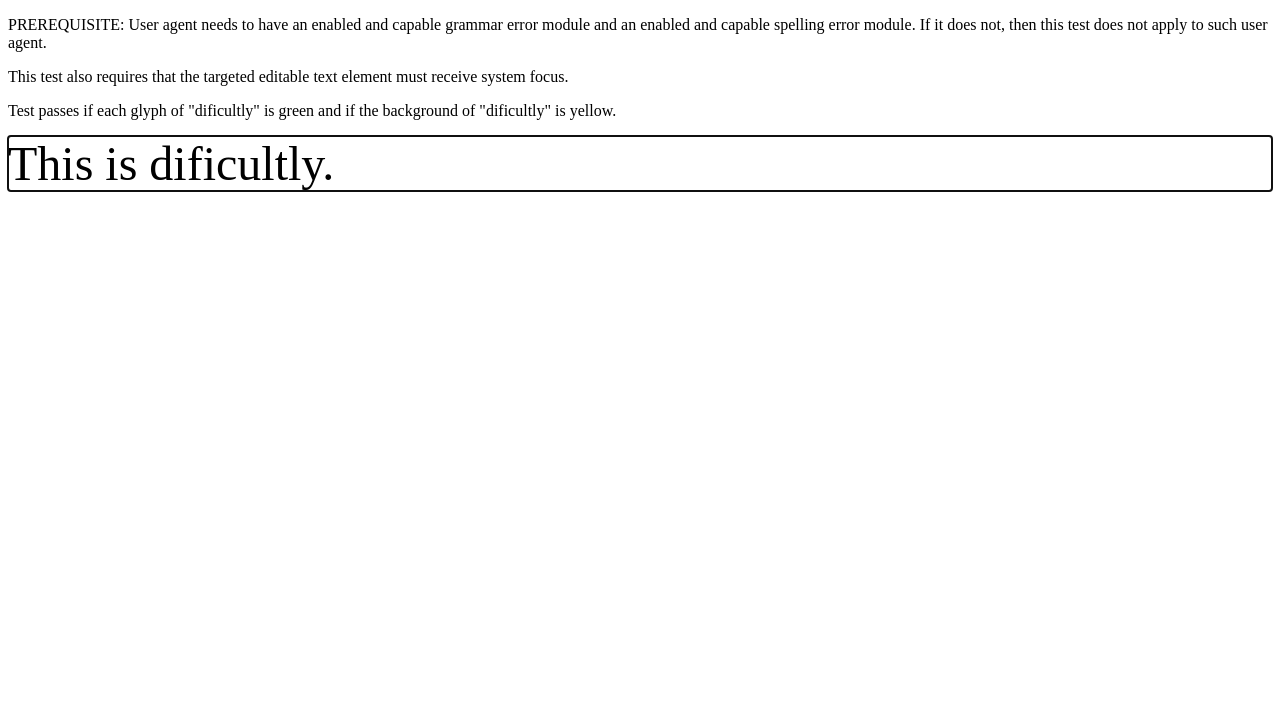 PREREQUISITE: User agent needs to have an enabled and capable grammar error module and an enabled and capable spelling error module. If it does not, then this test does not apply to such user
agent.
This test also requires that the targeted editable text element must receive system focus.
Test passes if each glyph of "dificultly" is green and if the background of "dificultly" is yellow.
This is dificultly.